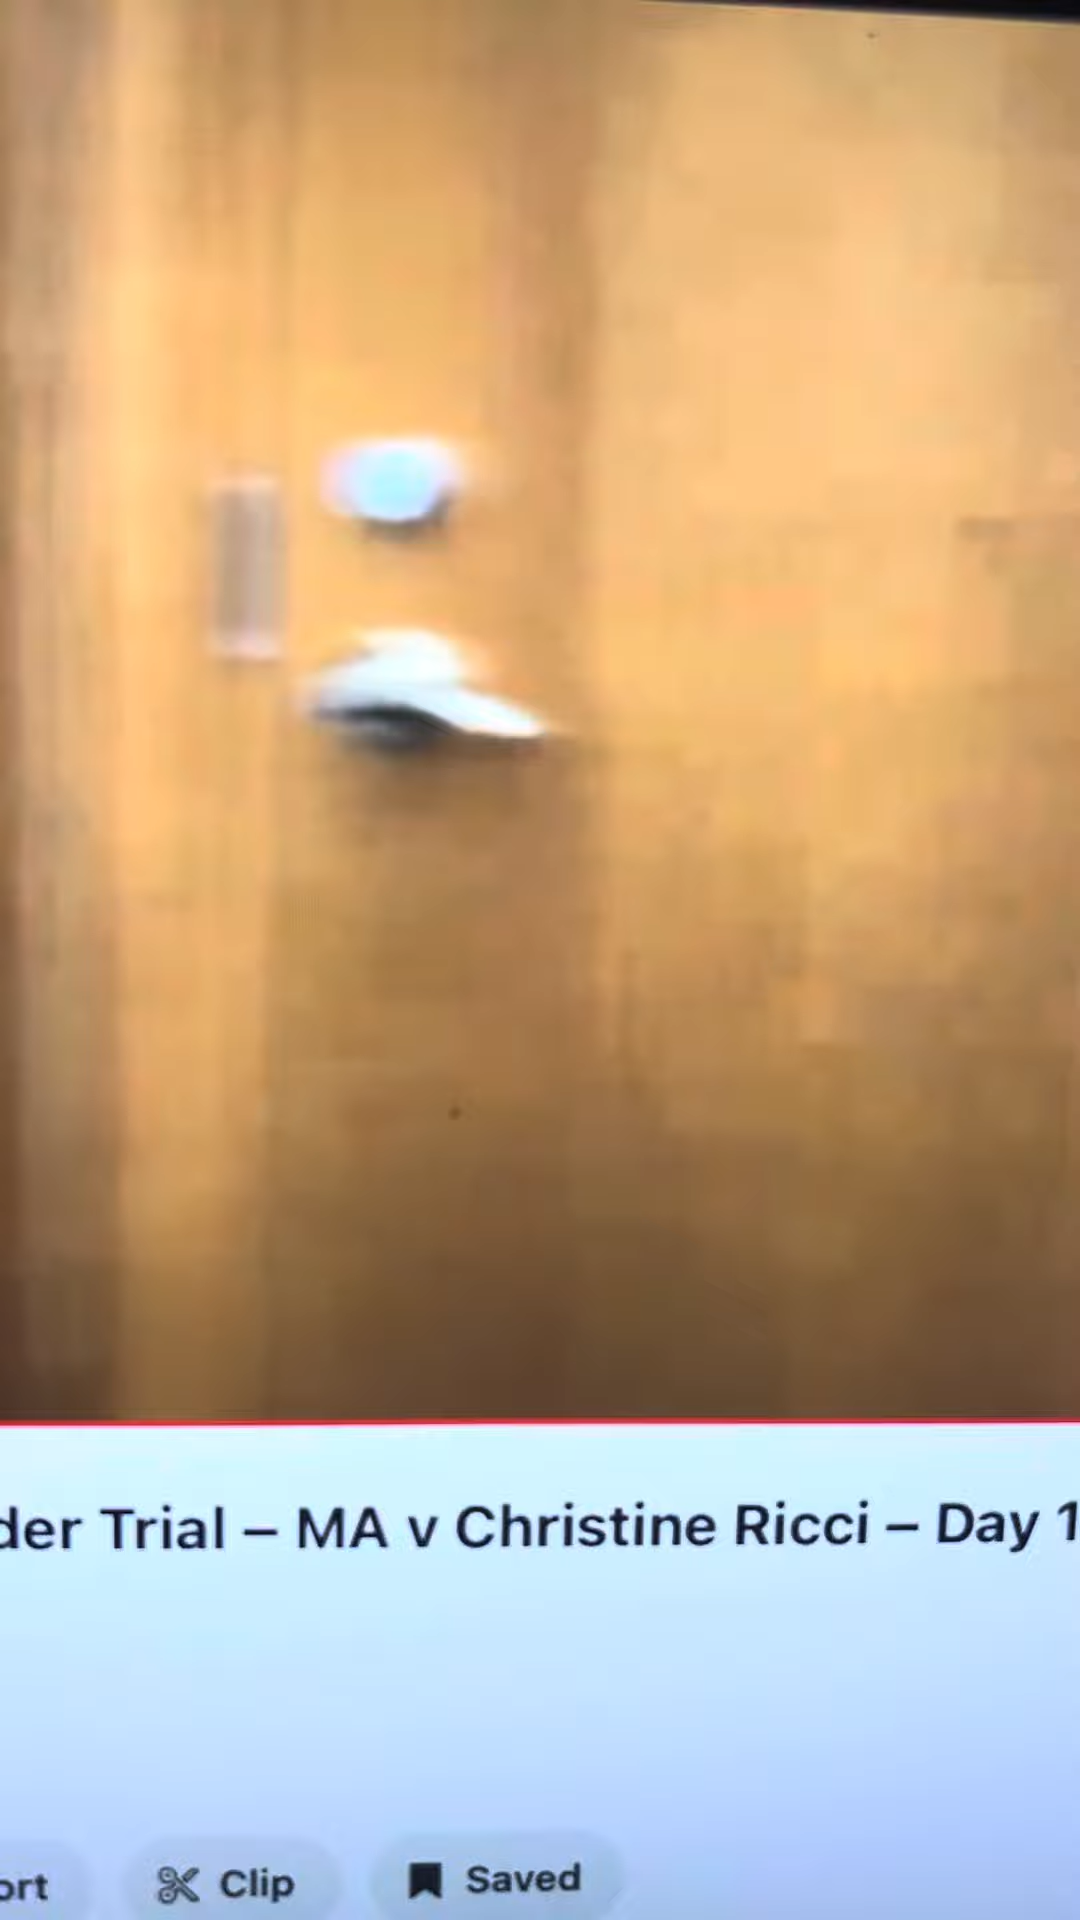 der Trial – MA v Christine Ricci – Day 1
ort Clip Saved